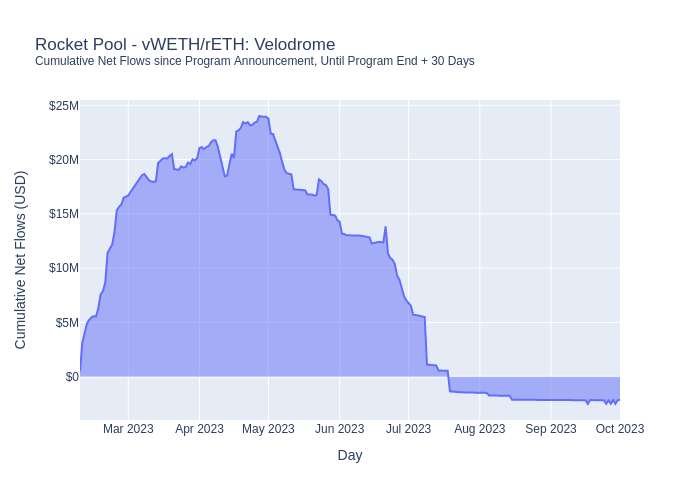 Rocket Pool - vWETH/rETH: Velodrome
Cumulative Net Flows since Program Announcement, Until Program End + 30 Days
Cumulative Net Flows (USD)
$25M
$20M
$15M
$10M
$5M
$0
Mar 2023 Apr 2023 May 2023 Jun 2023 Jul 2023 Aug 2023 Sep 2023 Oct 2023
Day